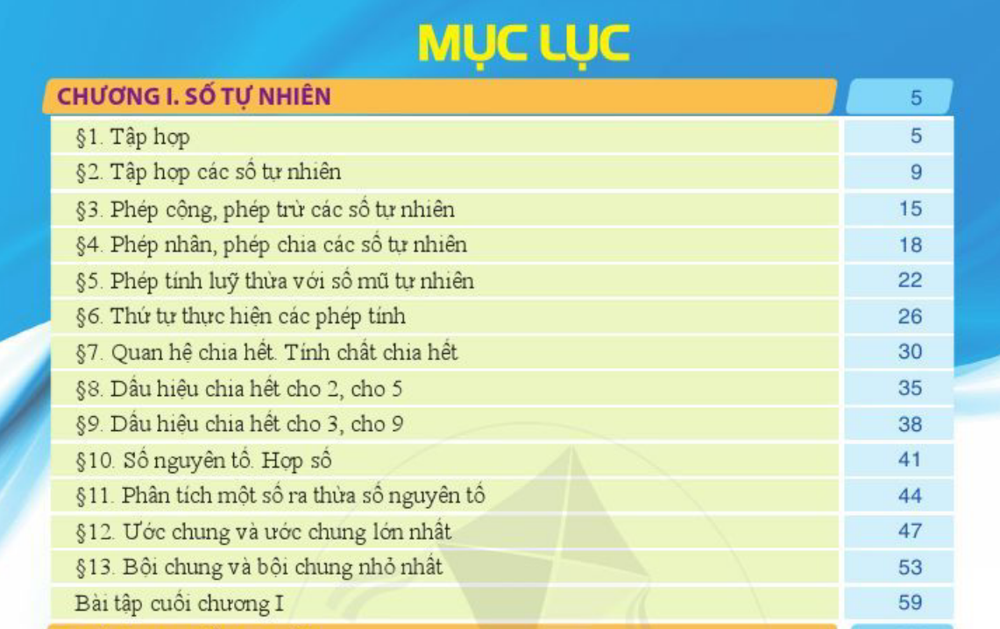 MỤC LỤC
CHƯƠNG I. SỐ TỰ NHIÊN 5
§1. Tập hợp 5
§2. Tập hợp các số tự nhiên 9
§3. Phép cộng, phép trừ các số tự nhiên 15
§4. Phép nhân, phép chia các số tự nhiên 18
§5. Phép tính luỹ thừa với số mũ tự nhiên 22
§6. Thứ tự thực hiện các phép tính 26
§7. Quan hệ chia hết. Tính chất chia hết 30
§8. Dấu hiệu chia hết cho 2, cho 5 35
§9. Dấu hiệu chia hết cho 3, cho 9 38
§10. Số nguyên tố. Hợp số 41
§11. Phân tích một số ra thừa số nguyên tố 44
§12. Ước chung và ước chung lớn nhất 47
§13. Bội chung và bội chung nhỏ nhất 53
Bài tập cuối chương I 59